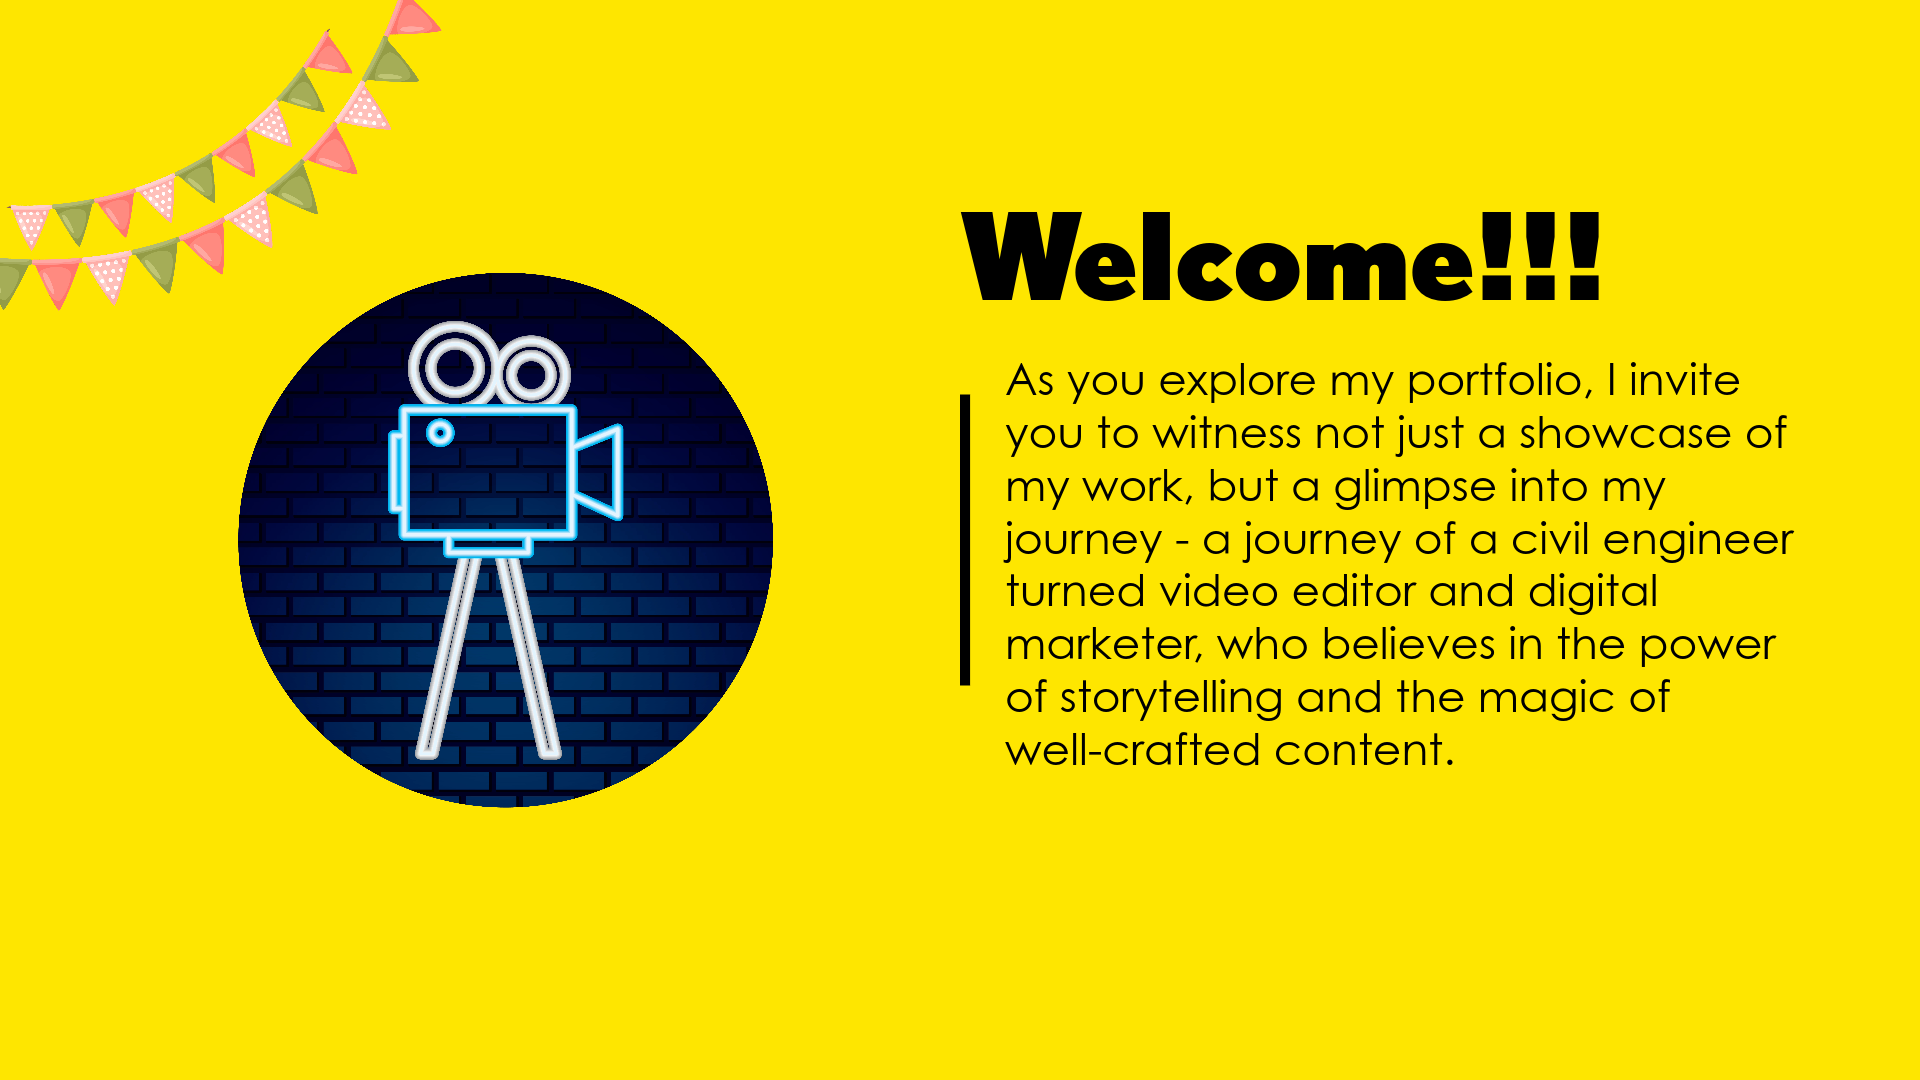 Welcome!!!
As you explore my portfolio, I invite
you to witness not just a showcase of
my work, but a glimpse into my
journey - a journey of a civil engineer
turned video editor and digital
marketer, who believes in the power
of storytelling and the magic of
well-crafted content.